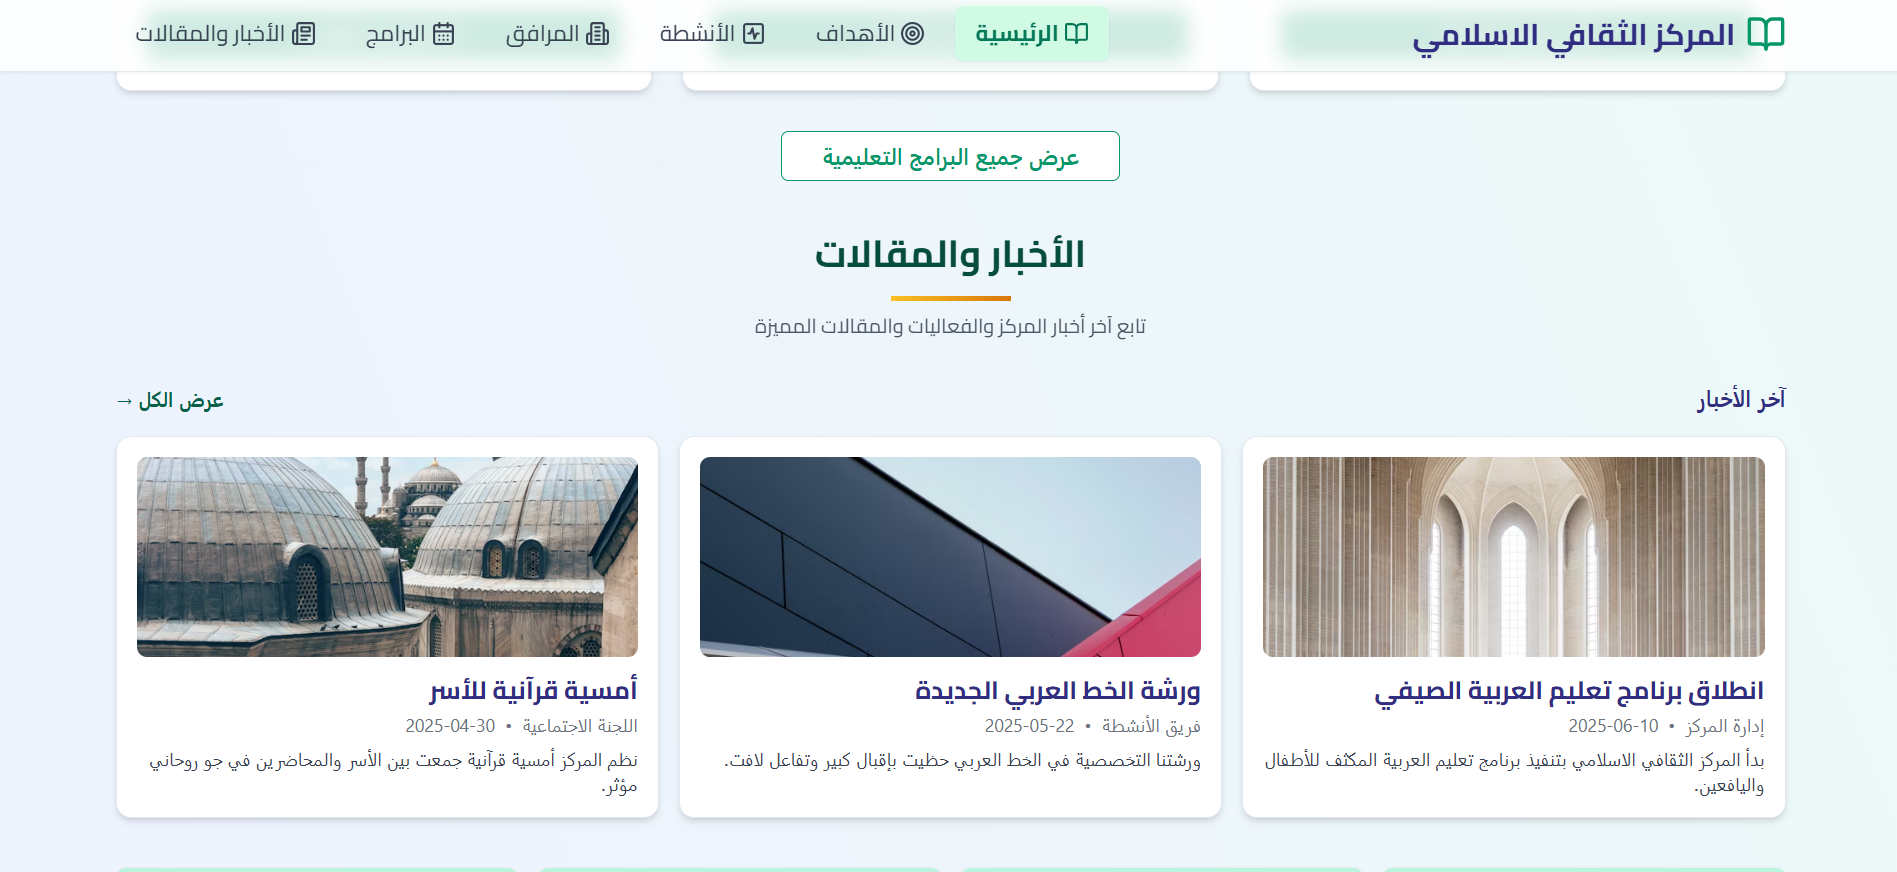 المركز الثقافي الاسلامي
الرئيسية
الأهداف
الأنشطة
المرافق
البرامج
الأخبار والمقالات
عرض جميع البرامج التعليمية
الأخبار والمقالات
تابع آخر أخبار المركز والفعاليات والمقالات المميزة
آخر الأخبار
عرض الكل →
انطلاق برنامج تعليم العربية الصيفي
إدارة المركز • 2025-06-10
بدأ المركز الثقافي الاسلامي بتنفيذ برنامج تعليم العربية المكثف للأطفال
واليافعين.
ورشة الخط العربي الجديدة
فريق الأنشطة • 2025-05-22
ورشتنا التخصصية في الخط العربي حظيت بإقبال كبير وتفاعل لافت.
أمسية قرآنية للأسر
اللجنة الاجتماعية • 2025-04-30
نظم المركز أمسية قرآنية جمعت بين الأسر والمحاضرين في جو روحاني
مؤثر.